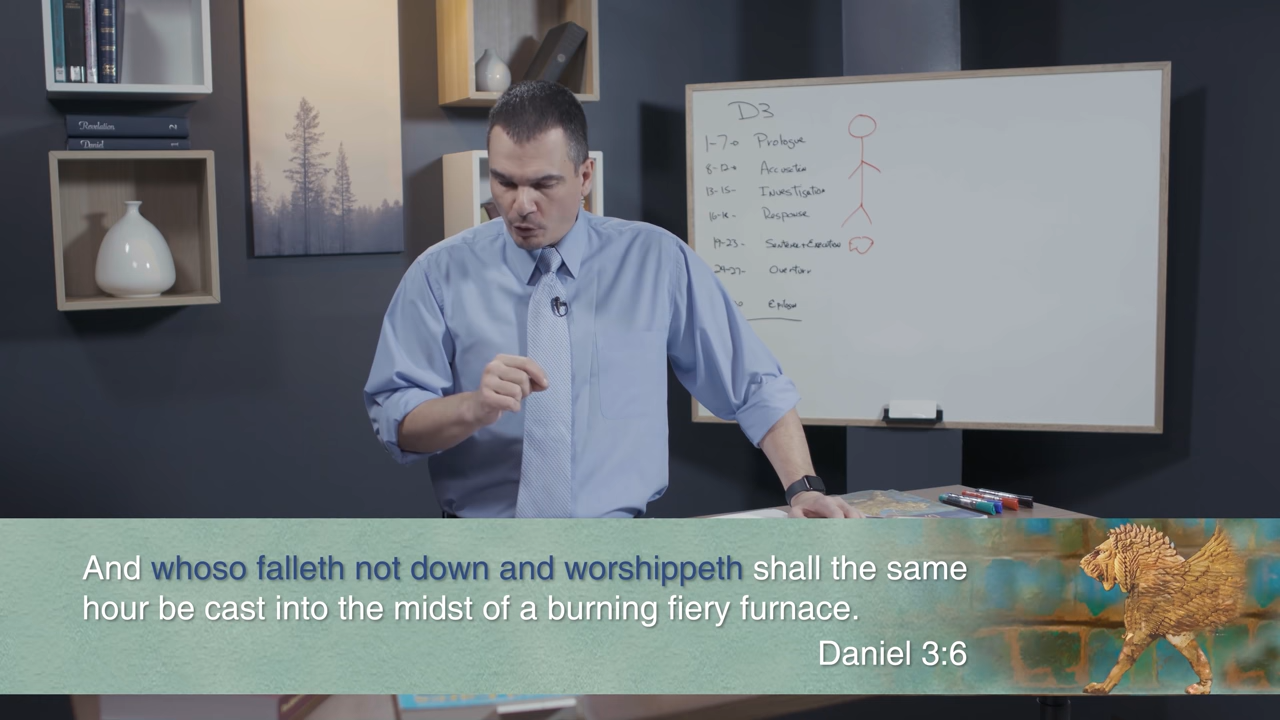 Revelation
Daniel
D3
1-7- Prologue
8-12- Accusation
13-15- Investigation
16-18- Response
19-23- Sentence + Execution
24-27- Overturn
Epilogue
And whoso falleth not down and worshippeth shall the same
hour be cast into the midst of a burning fiery furnace.
Daniel 3:6